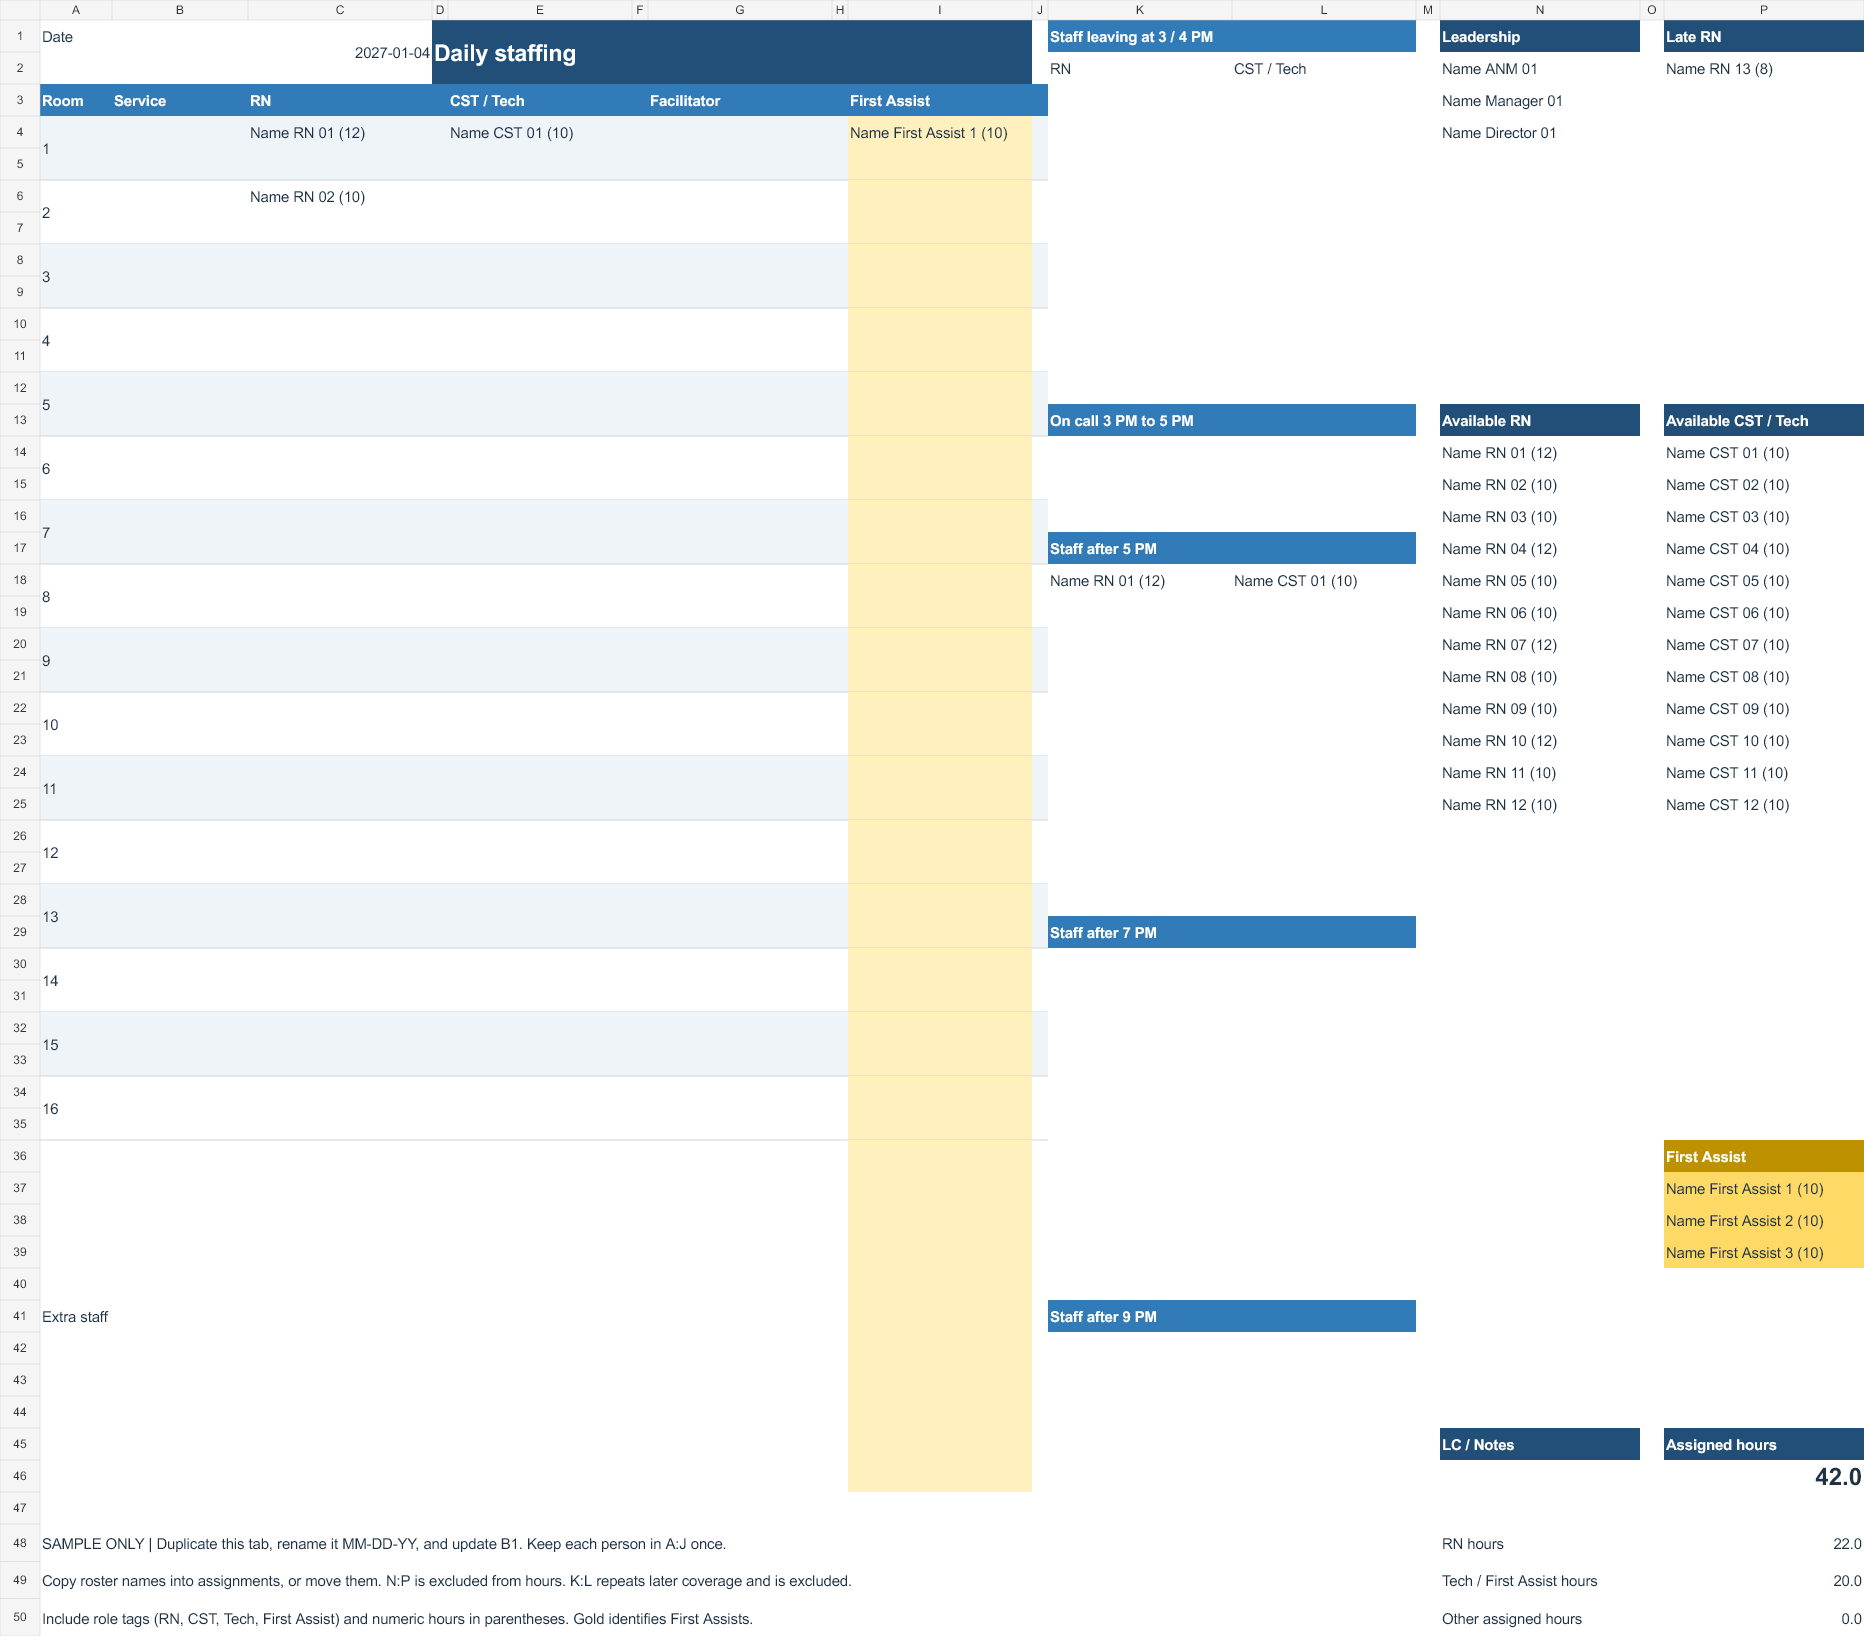 A B C D E F G H I J K L M N O P
1 Date 2027-01-04 Daily staffing Staff leaving at 3 / 4 PM Leadership Late RN
2 RN CST / Tech Name ANM 01 Name RN 13 (8)
3 Room Service RN CST / Tech Facilitator First Assist Name Manager 01
4 Name RN 01 (12) Name CST 01 (10) Name First Assist 1 (10) Name Director 01
1
5
6 Name RN 02 (10)
2
7
8
3
9
10
4
11
12
5
13 On call 3 PM to 5 PM Available RN Available CST / Tech
14 Name RN 01 (12) Name CST 01 (10)
6
15 Name RN 02 (10) Name CST 02 (10)
16 Name RN 03 (10) Name CST 03 (10)
7
17 Staff after 5 PM Name RN 04 (12) Name CST 04 (10)
18 Name RN 01 (12) Name CST 01 (10) Name RN 05 (10) Name CST 05 (10)
8
19 Name RN 06 (10) Name CST 06 (10)
20 Name RN 07 (12) Name CST 07 (10)
9
21 Name RN 08 (10) Name CST 08 (10)
22 Name RN 09 (10) Name CST 09 (10)
10
23 Name RN 10 (12) Name CST 10 (10)
24 Name RN 11 (10) Name CST 11 (10)
11
25 Name RN 12 (10) Name CST 12 (10)
26
12
27
28
13
29 Staff after 7 PM
30
14
31
32
15
33
34
16
35
36 First Assist
37 Name First Assist 1 (10)
38 Name First Assist 2 (10)
39 Name First Assist 3 (10)
40
41 Extra staff Staff after 9 PM
42
43
44
45 LC / Notes Assigned hours
46 42.0
47
48 SAMPLE ONLY | Duplicate this tab, rename it MM-DD-YY, and update B1. Keep each person in A:J once. RN hours 22.0
49 Copy roster names into assignments, or move them. N:P is excluded from hours. K:L repeats later coverage and is excluded. Tech / First Assist hours 20.0
50 Include role tags (RN, CST, Tech, First Assist) and numeric hours in parentheses. Gold identifies First Assists. Other assigned hours 0.0